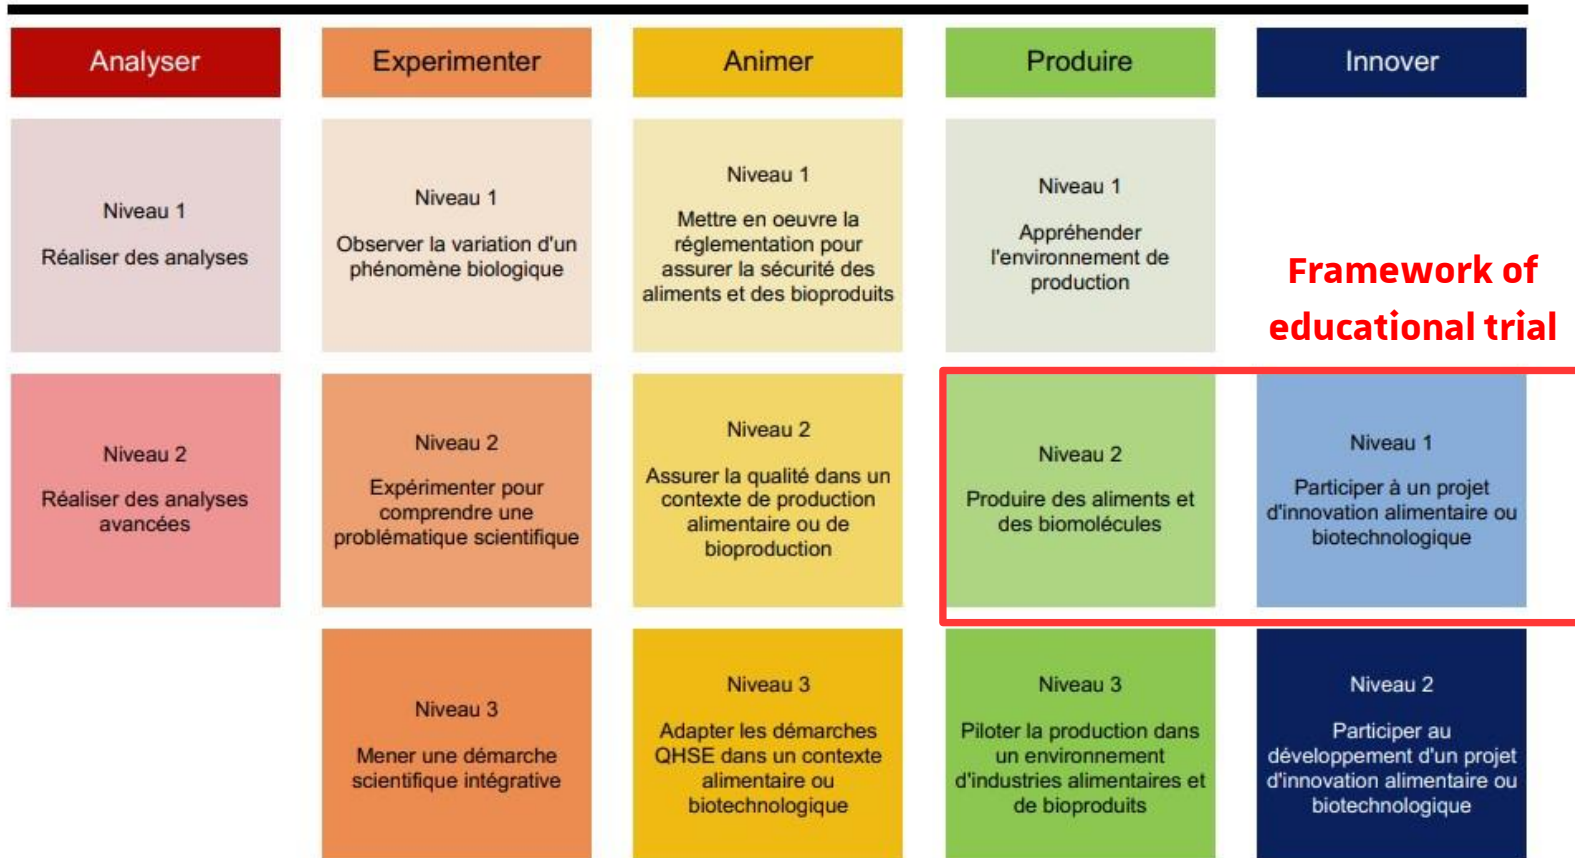 Analyser
Experimenter
Animer
Produire
Innover
Niveau 1
Réaliser des analyses
Niveau 1
Observer la variation d'un
phénomène biologique
Niveau 1
Mettre en oeuvre la
réglementation pour
assurer la sécurité des
aliments et des bioproduits
Niveau 1
Appréhender
l'environnement de
production
Framework of
educational trial
Niveau 2
Réaliser des analyses
avancées
Niveau 2
Expérimenter pour
comprendre une
problématique scientifique
Niveau 2
Assurer la qualité dans un
contexte de production
alimentaire ou de
bioproduction
Niveau 2
Produire des aliments et
des biomolécules
Niveau 1
Participer à un projet
d'innovation alimentaire ou
biotechnologique
Niveau 3
Mener une démarche
scientifique intégrative
Niveau 3
Adapter les démarches
QHSE dans un contexte
alimentaire ou
biotechnologique
Niveau 3
Piloter la production dans
un environnement
d'industries alimentaires et
de bioproduits
Niveau 2
Participer au
développement d'un projet
d'innovation alimentaire ou
biotechnologique